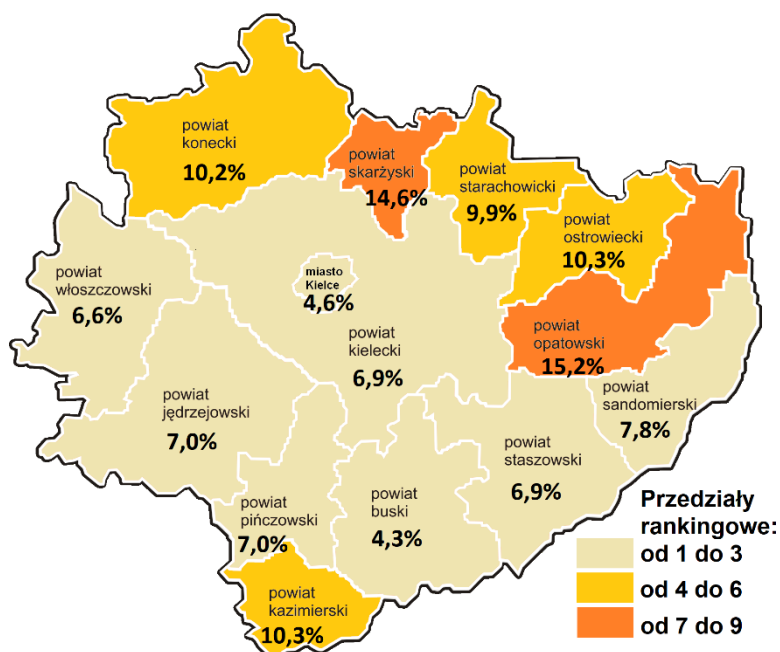 powiat
konecki
10,2%
powiat
skarżyski
14,6%
powiat
starachowicki
9,9%
powiat
ostrowiecki
10,3%
powiat
włoszczowski
6,6%
miasto
Kielce
4,6%
powiat
kielecki
6,9%
powiat
opatowski
15,2%
powiat
jędrzejowski
7,0%
powiat
sandomierski
7,8%
powiat
staszowski
6,9%
powiat
pińczowski
7,0%
powiat
buski
4,3%
powiat
kazimierski
10,3%
Przedziały
rankingowe:
od 1 do 3
od 4 do 6
od 7 do 9